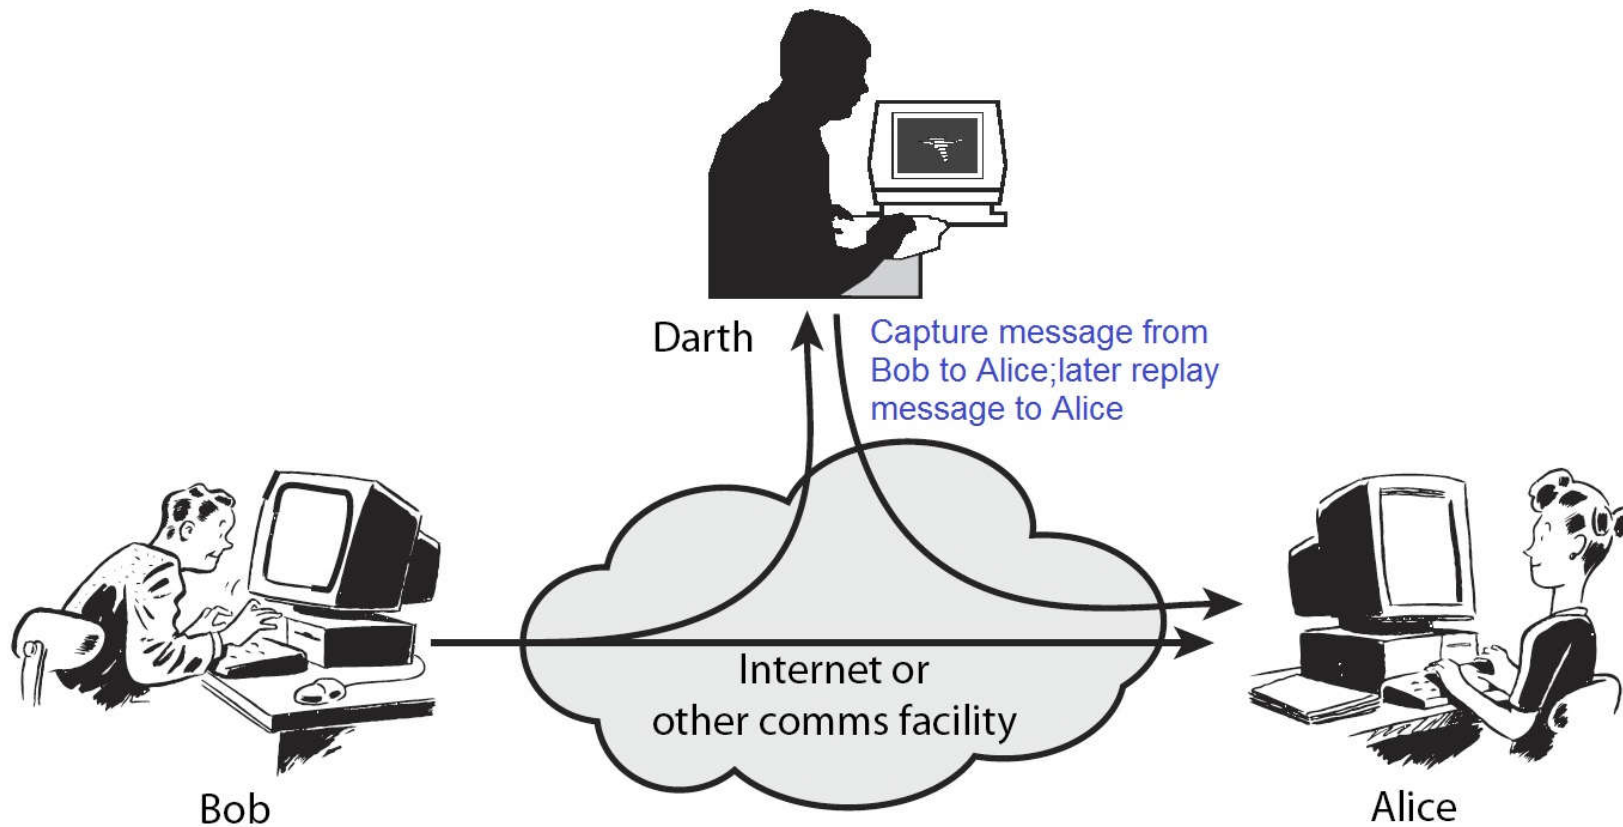 Darth
Capture message from
Bob to Alice;later replay
message to Alice
Internet or
other comms facility
Bob
Alice